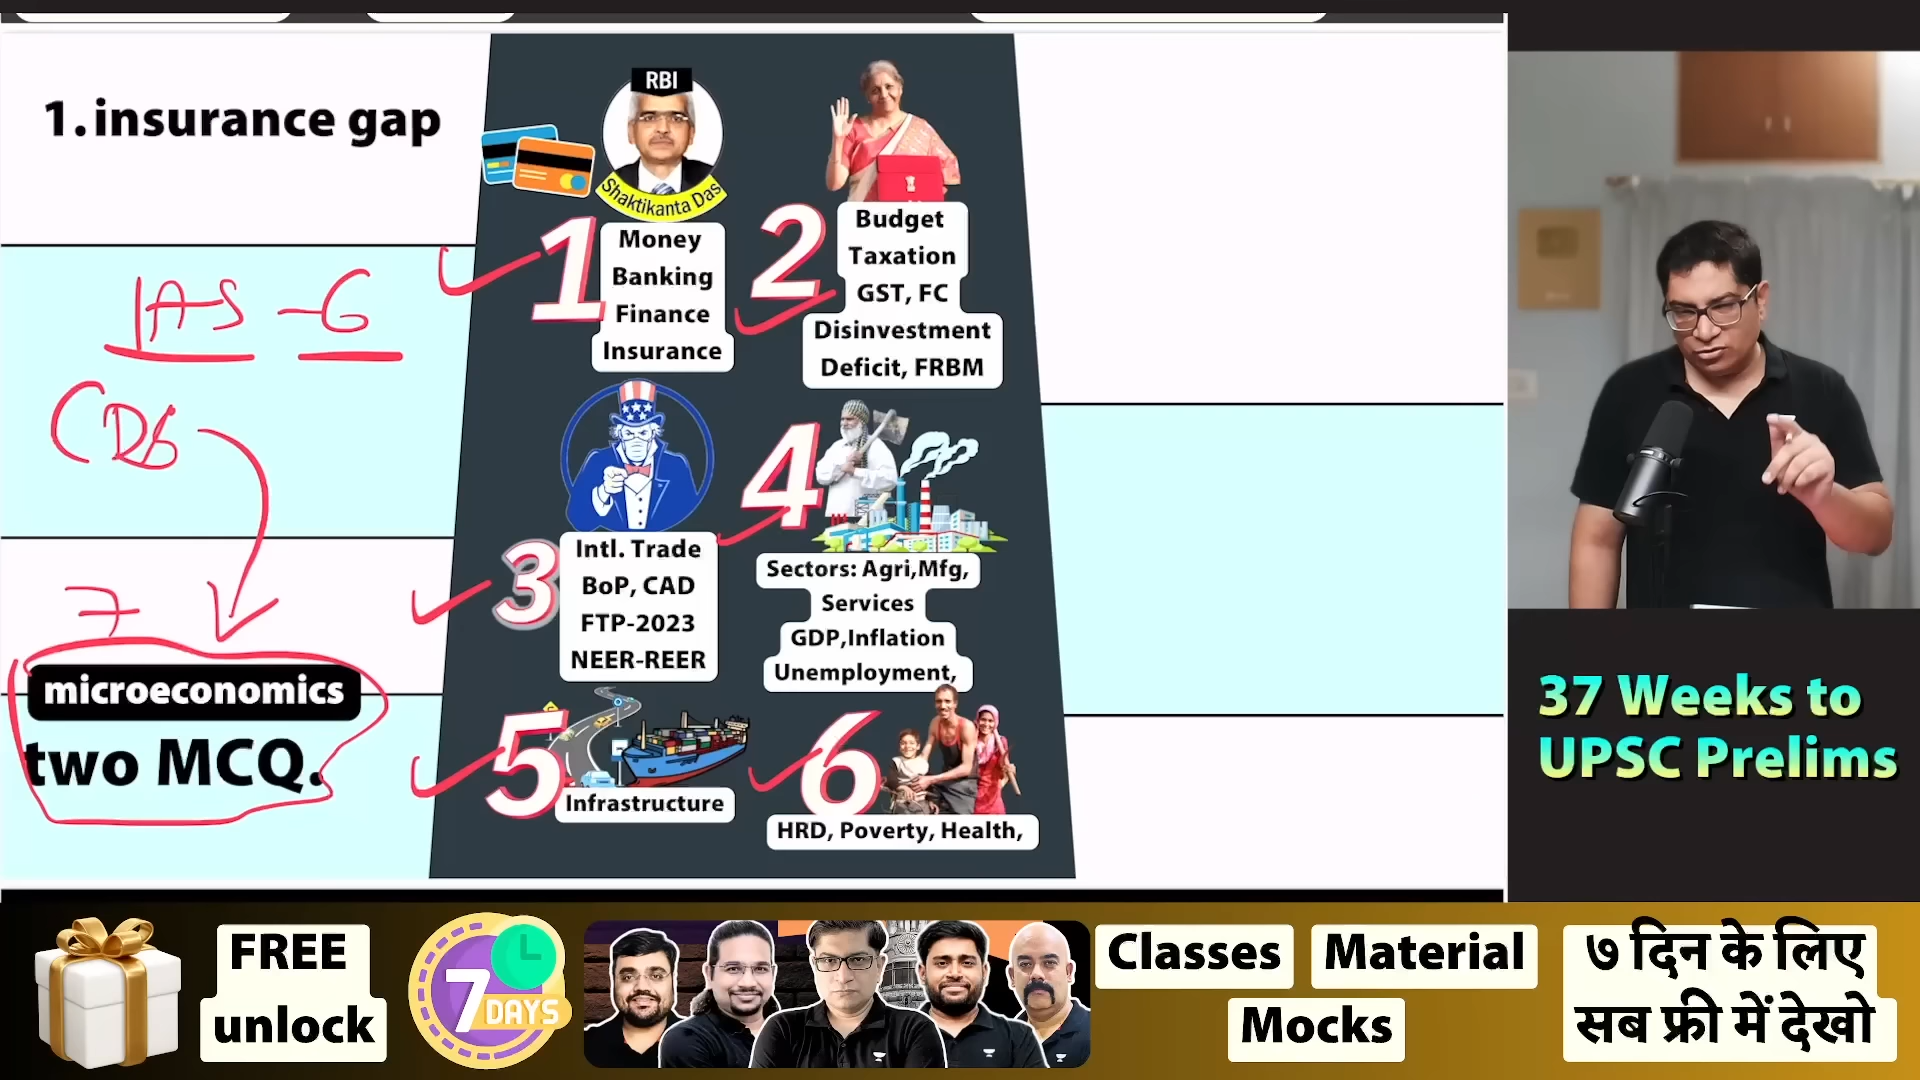 1. insurance gap
IAS - 6
CDS
7
microeconomics
two MCQ.
RBI
Shaktikanta Das
1
Money
Banking
Finance
Insurance
2
Budget
Taxation
GST, FC
Disinvestment
Deficit, FRBM
3
Intl. Trade
BoP, CAD
FTP-2023
NEER-REER
4
Sectors: Agri,Mfg,
Services
GDP,Inflation
Unemployment,
5
Infrastructure
6
HRD, Poverty, Health,
37 Weeks to
UPSC Prelims
FREE
unlock
7
DAYS
Classes Material
Mocks
७ दिन के लिए
सब फ्री में देखो